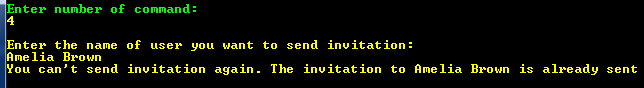 Enter number of command:
4
Enter the name of user you want to send invitation:
Amelia Brown
You can't send invitation again. The invitation to Amelia Brown is already sent